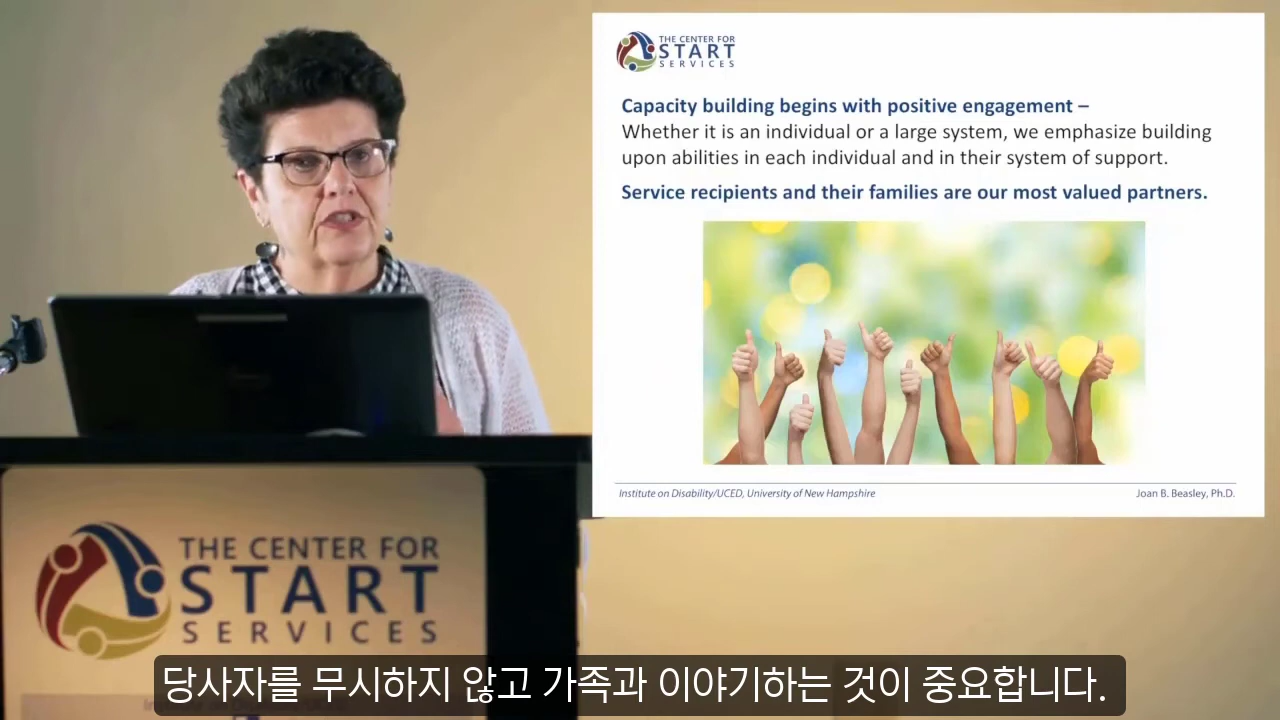 THE CENTER FOR
START
SERVICES
Capacity building begins with positive engagement –
Whether it is an individual or a large system, we emphasize building
upon abilities in each individual and in their system of support.
Service recipients and their families are our most valued partners.
Institute on Disability/UCED, University of New Hampshire
Joan B. Beasley, Ph.D.
THE CENTER FOR
START
SERVICES
당사자를 무시하지 않고 가족과 이야기하는 것이 중요합니다.